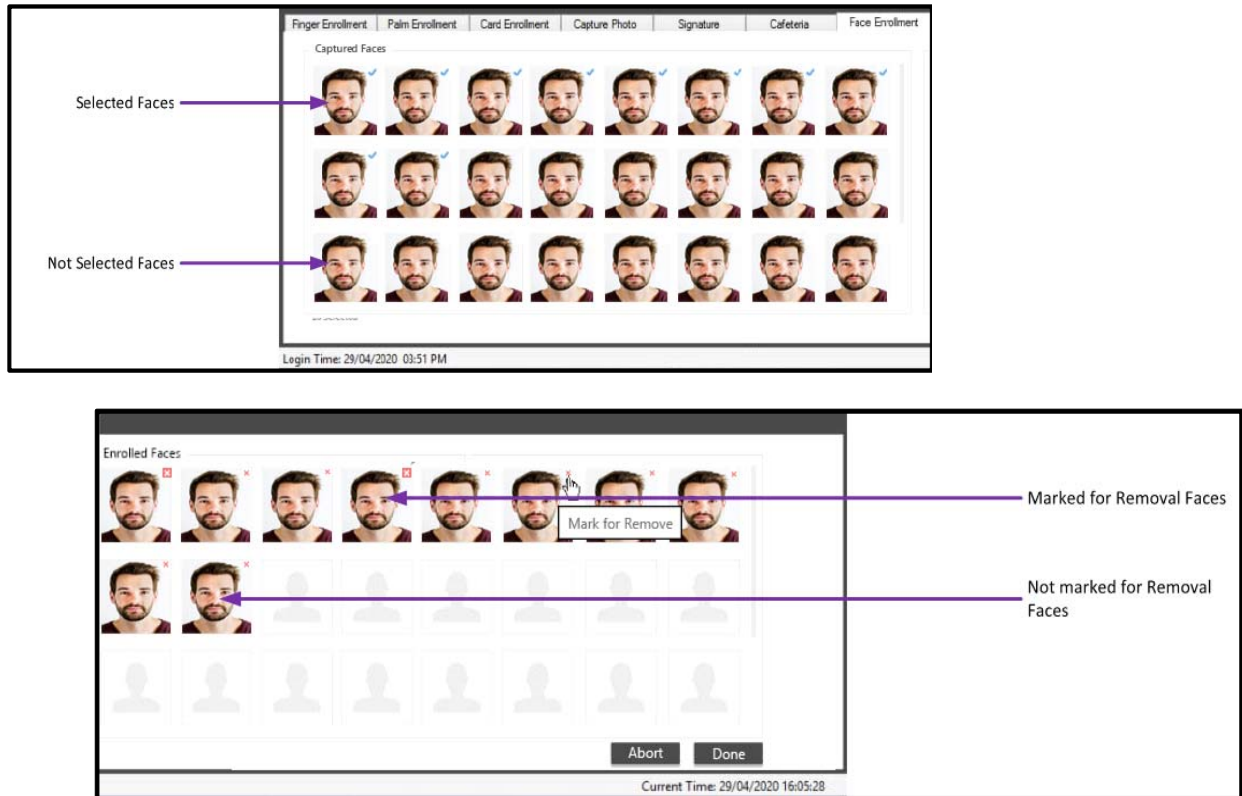 Finger Enrollment Palm Enrollment Card Enrollment Capture Photo Signature Cafeteria Face Enrollment
Captured Faces
Selected Faces
Not Selected Faces
Login Time: 29/04/2020 03:51 PM
Enrolled Faces
Marked for Removal Faces
Mark for Remove
Not marked for Removal
Faces
Abort Done
Current Time: 29/04/2020 16:05:28